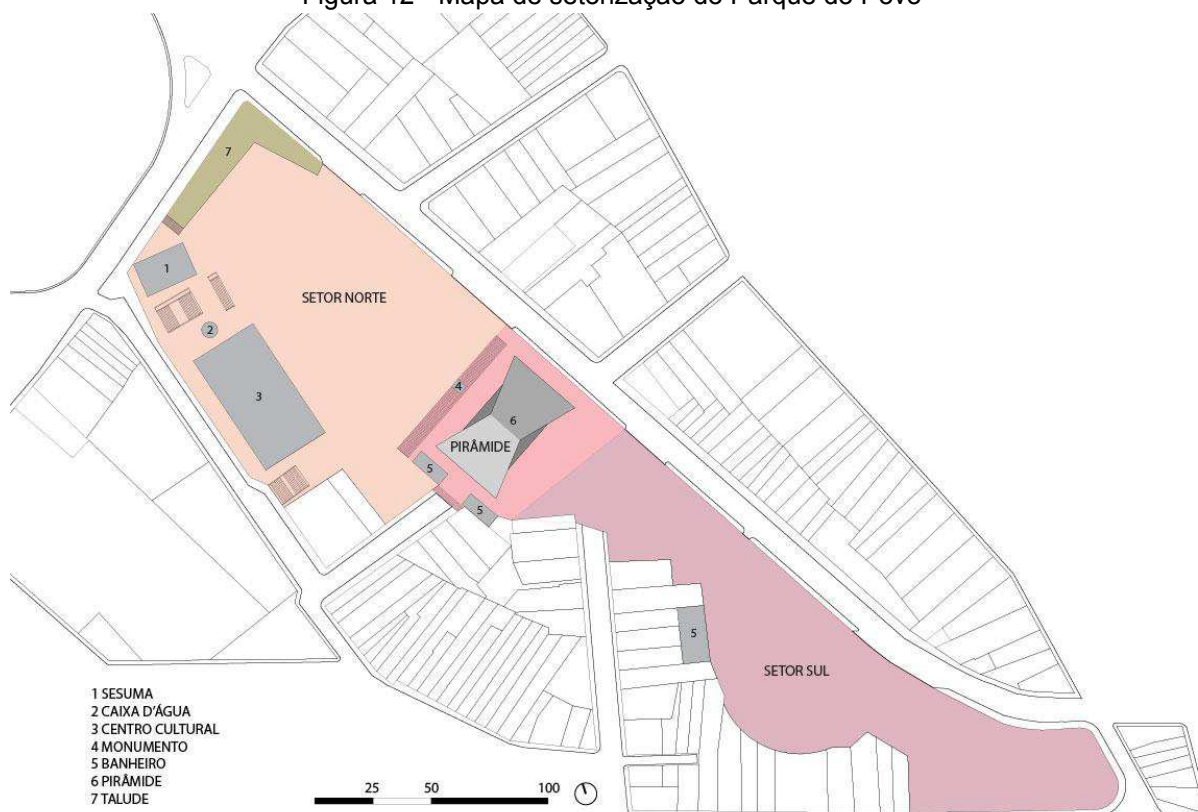 Figura 12 - Mapa de setorização do Parque do Povo
7
1
SETOR NORTE
2
3
4
6
PIRÂMIDE
5
5
5
SETOR SUL
1 SESUMA
2 CAIXA D'ÁGUA
3 CENTRO CULTURAL
4 MONUMENTO
5 BANHEIRO
6 PIRÂMIDE
7 TALUDE
25 50 100